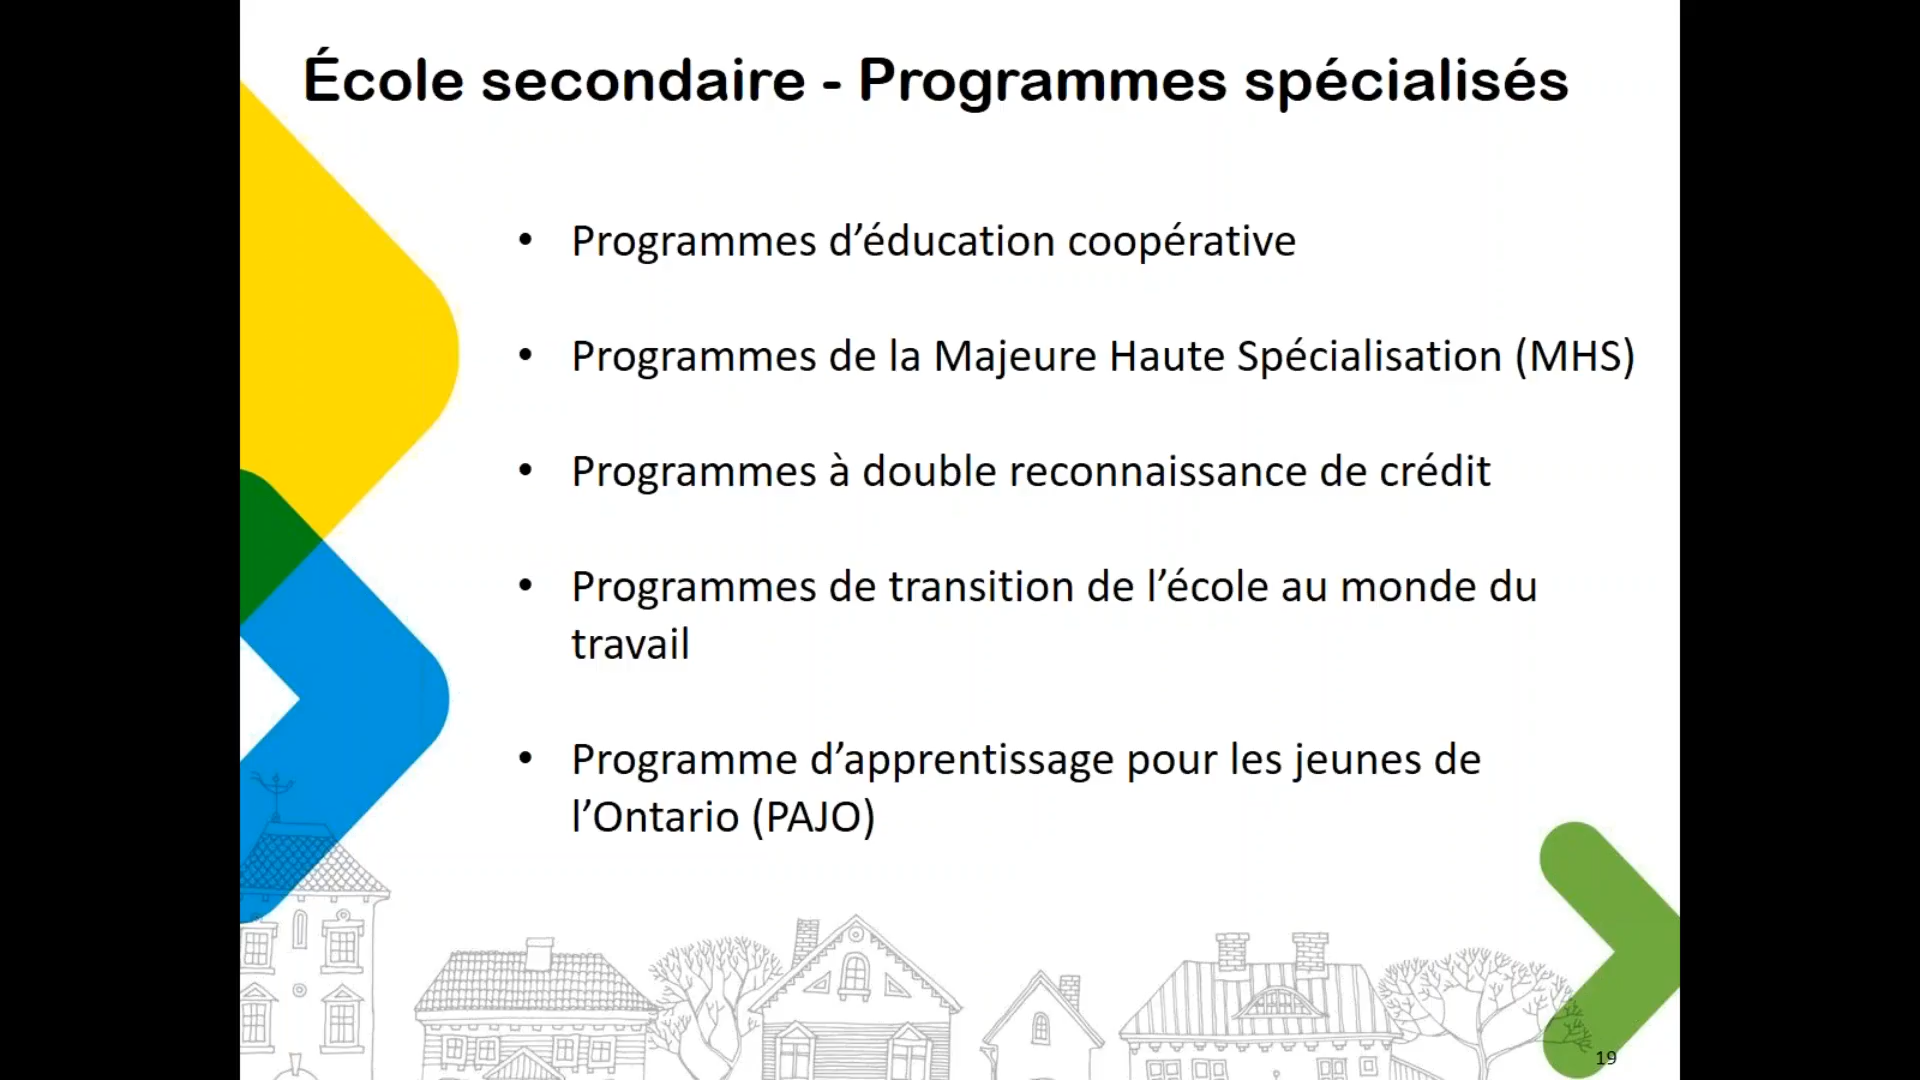 École secondaire - Programmes spécialisés
• Programmes d’éducation coopérative
• Programmes de la Majeure Haute Spécialisation (MHS)
• Programmes à double reconnaissance de crédit
• Programmes de transition de l’école au monde du
travail
• Programme d’apprentissage pour les jeunes de
l’Ontario (PAJO)
19